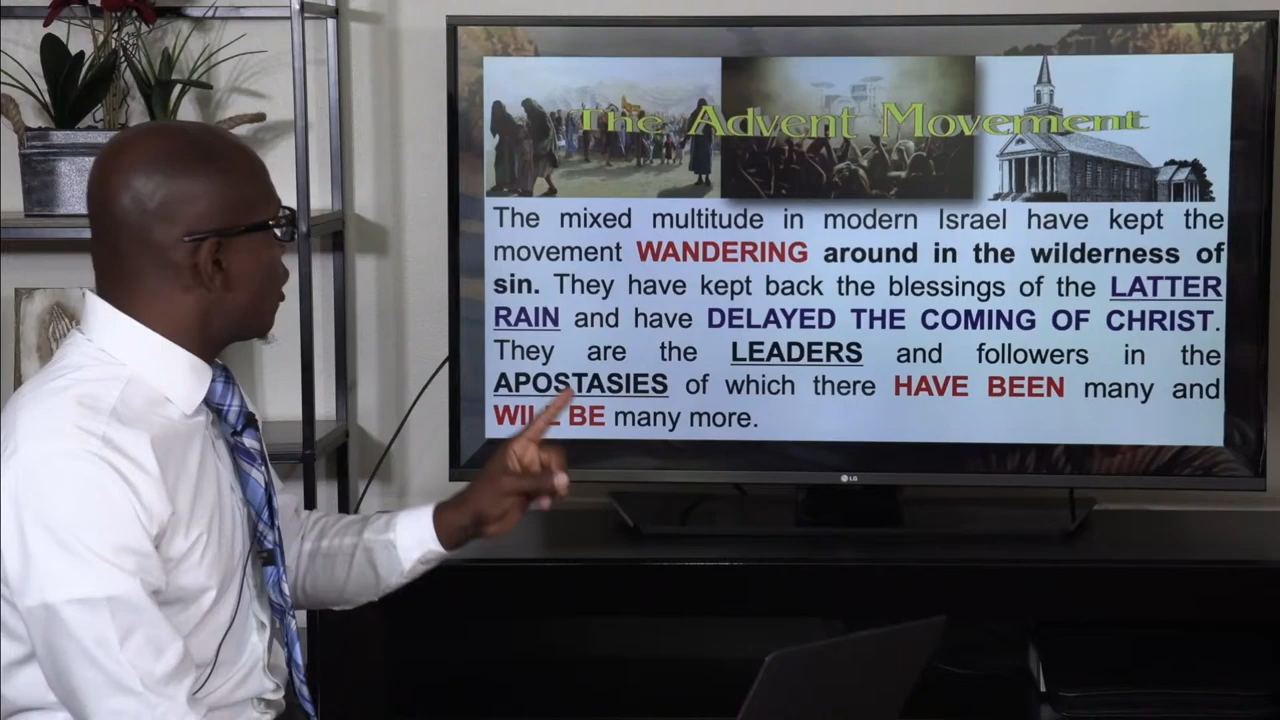 The Advent Movement
The mixed multitude in modern Israel have kept the
movement WANDERING around in the wilderness of
sin. They have kept back the blessings of the LATTER
RAIN and have DELAYED THE COMING OF CHRIST.
They are the LEADERS and followers in the
APOSTASIES of which there HAVE BEEN many and
WILL BE many more.
LG